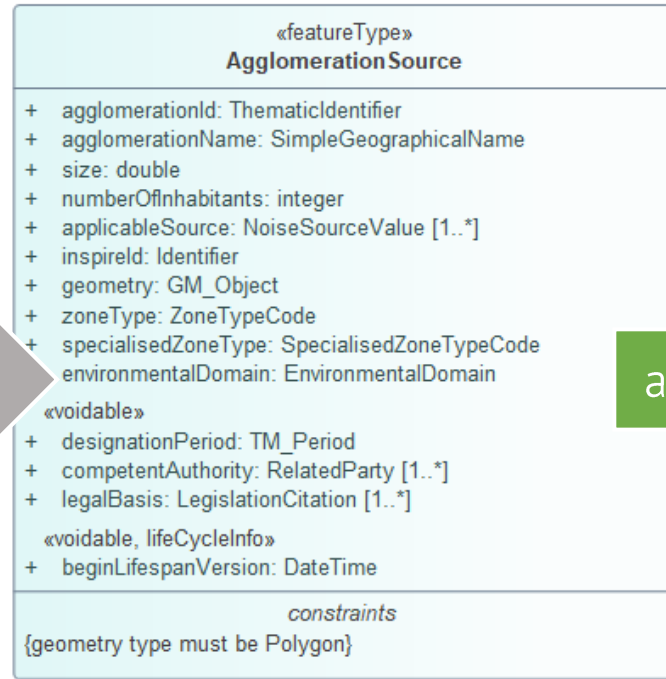 «featureType»
AgglomerationSource
+ agglomerationId: ThematicIdentifier
+ agglomerationName: SimpleGeographicalName
+ size: double
+ numberOfInhabitants: integer
+ applicableSource: NoiseSourceValue [1..*]
+ inspireId: Identifier
+ geometry: GM_Object
+ zoneType: ZoneTypeCode
+ specialisedZoneType: SpecialisedZoneTypeCode
environmentalDomain: EnvironmentalDomain
«voidable»
+ designationPeriod: TM_Period
+ competentAuthority: RelatedParty [1..*]
+ legalBasis: LegislationCitation [1..*]
«voidable, lifeCycleInfo»
+ beginLifespanVersion: DateTime
constraints
{geometry type must be Polygon}
a